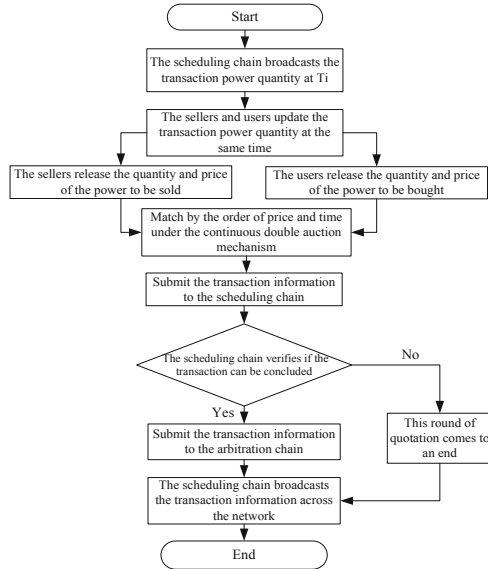 Start
The scheduling chain broadcasts the
transaction power quantity at Ti
The sellers and users update the
transaction power quantity at the
same time
The sellers release the quantity and price
of the power to be sold
The users release the quantity and
price of the power to be bought
Match by the order of price and time
under the continuous double auction
mechanism
Submit the transaction information
to the scheduling chain
The scheduling chain verifies if the
transaction can be concluded
No
Yes
This round of
quotation comes to
an end
Submit the transaction information
to the arbitration chain
The scheduling chain broadcasts
the transaction information across
the network
End